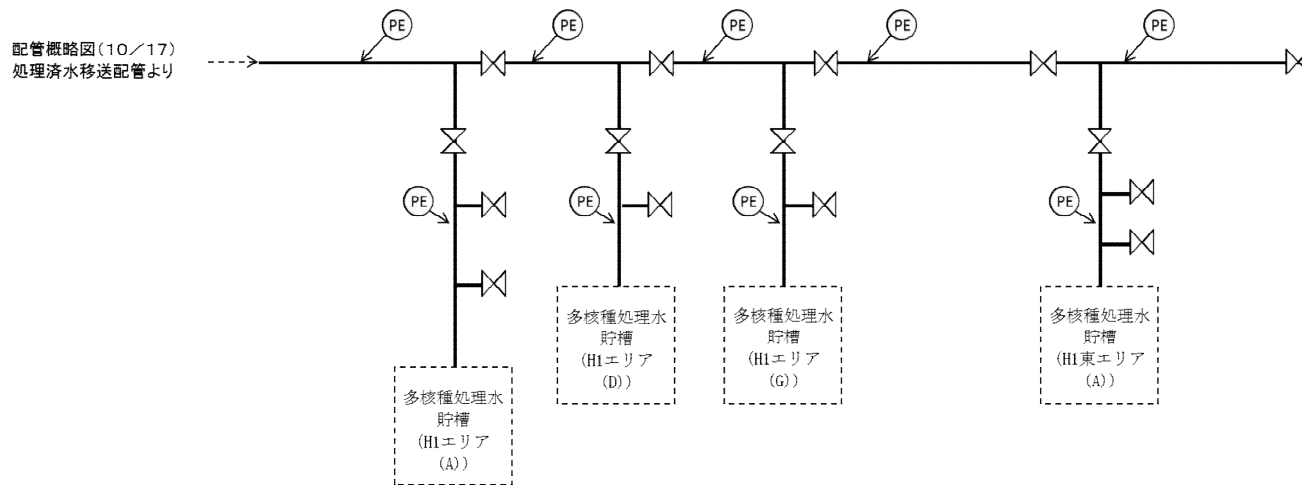 PE
PE
PE
PE
PE
配管概略図(10/17)
処理済水移送配管より
PE
PE
PE
PE
多核種処理水
貯槽
(H1エリア
(A))
多核種処理水
貯槽
(H1エリア
(D))
多核種処理水
貯槽
(H1エリア
(G))
多核種処理水
貯槽
(H1東エリア
(A))